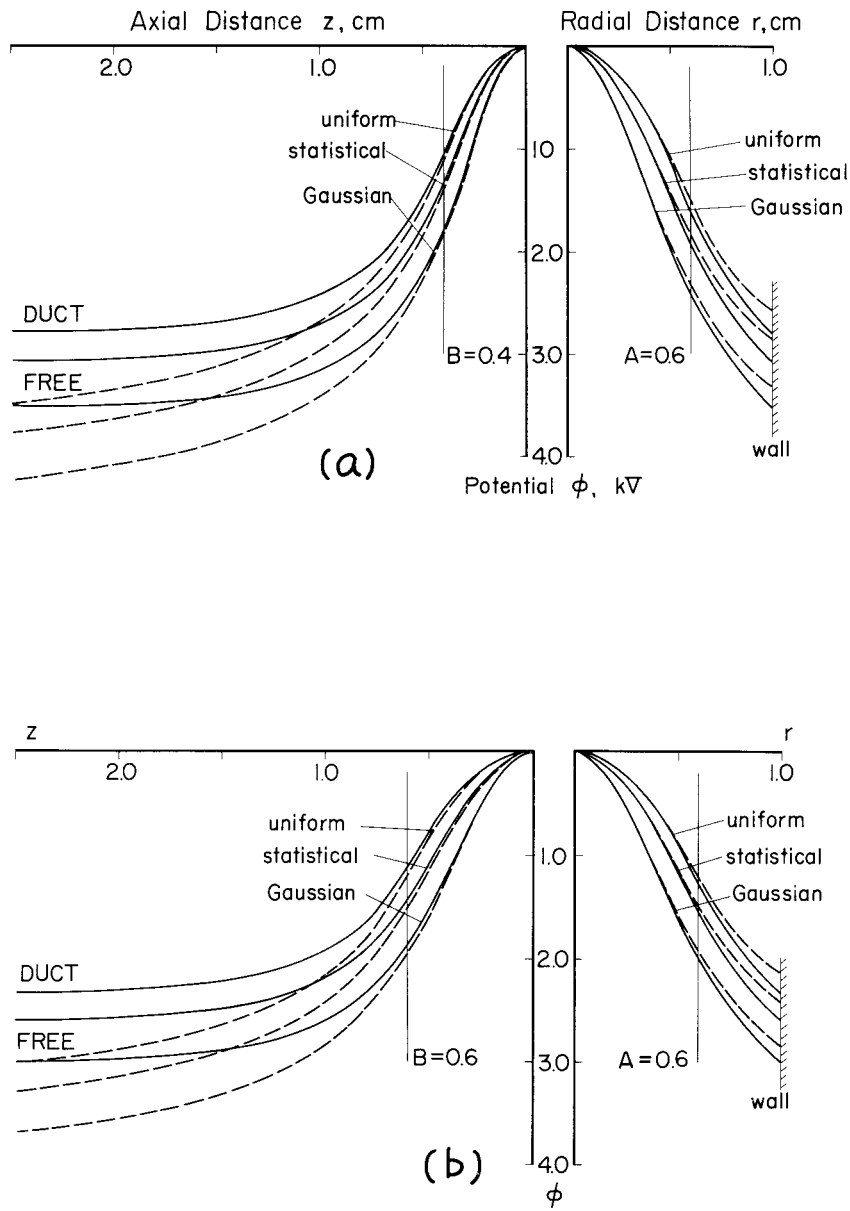 Axial Distance z, cm
Radial Distance r, cm
2.0
1.0
1.0
uniform
statistical
Gaussian
10
uniform
statistical
Gaussian
2.0
DUCT
FREE
B=0.4
3.0
A=0.6
wall
(a)
4.0
Potential ϕ, kV
z
r
2.0
1.0
1.0
uniform
statistical
Gaussian
1.0
uniform
statistical
Gaussian
2.0
DUCT
FREE
B=0.6
3.0
A=0.6
wall
(b)
4.0
ϕ